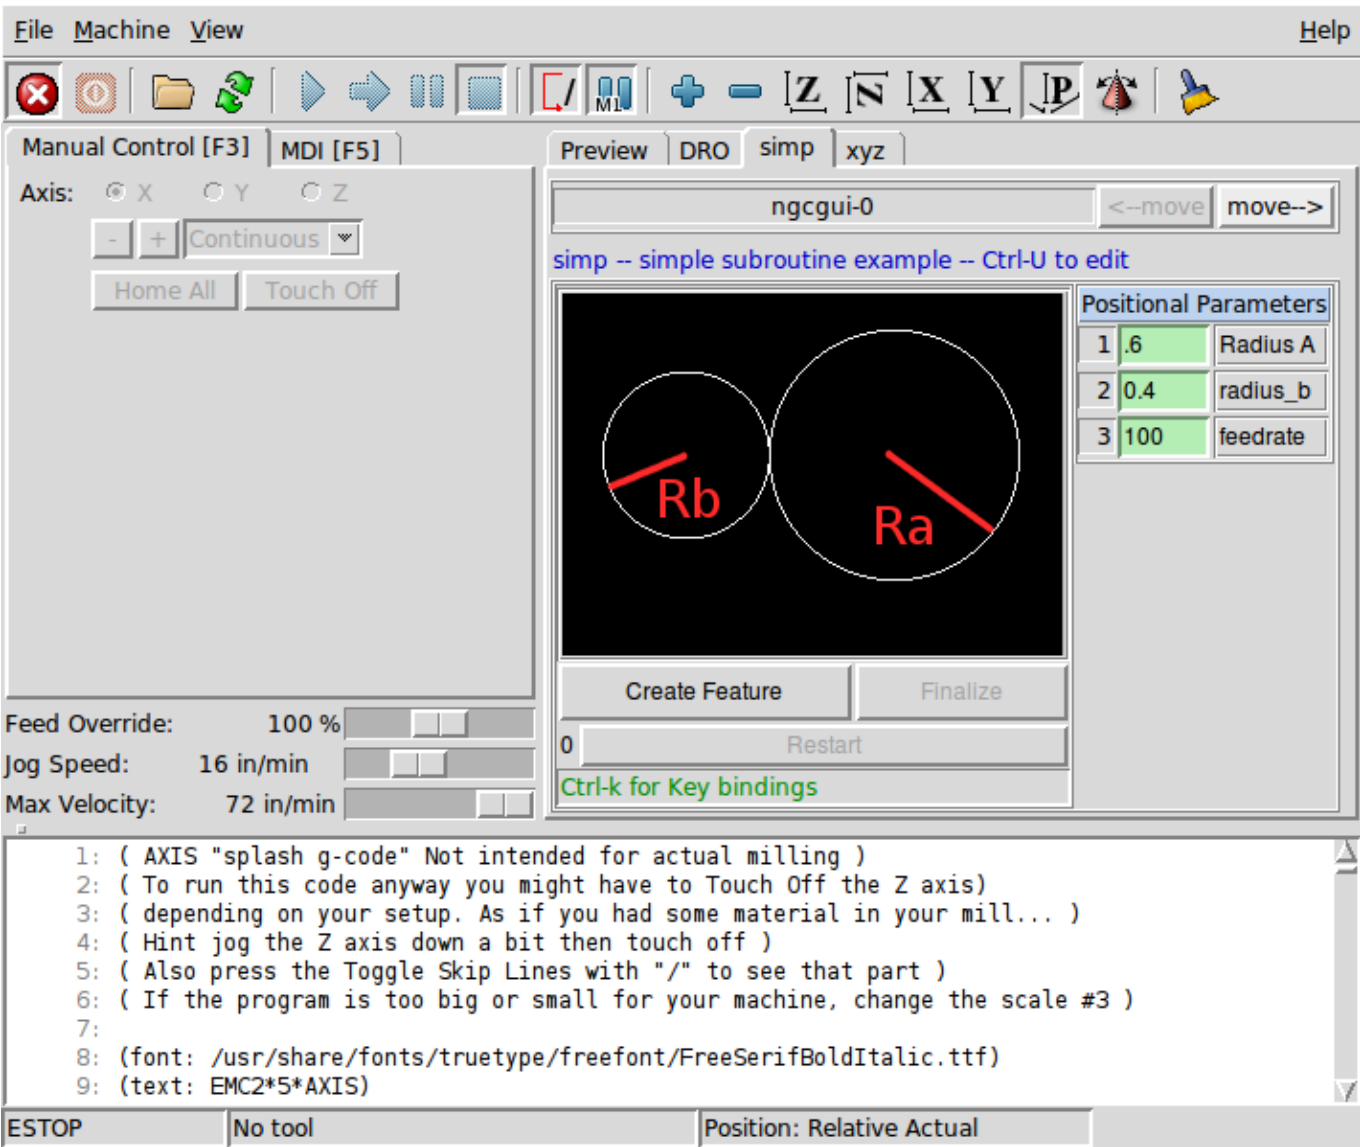 File Machine View Help
M1 Z N X Y P
Manual Control [F3] MDI [F5]
Preview DRO simp xyz
Axis: X Y Z
- + Continuous
Home All Touch Off
ngcgui-0 <--move move-->
simp -- simple subroutine example -- Ctrl-U to edit
Positional Parameters
1 .6 Radius A
2 0.4 radius_b
3 100 feedrate
Rb
Ra
Create Feature Finalize
0 Restart
Ctrl-k for Key bindings
Feed Override: 100 %
Jog Speed: 16 in/min
Max Velocity: 72 in/min
1: ( AXIS "splash g-code" Not intended for actual milling )
2: ( To run this code anyway you might have to Touch Off the Z axis)
3: ( depending on your setup. As if you had some material in your mill... )
4: ( Hint jog the Z axis down a bit then touch off )
5: ( Also press the Toggle Skip Lines with "/" to see that part )
6: ( If the program is too big or small for your machine, change the scale #3 )
7:
8: (font: /usr/share/fonts/truetype/freefont/FreeSerifBoldItalic.ttf)
9: (text: EMC2*5*AXIS)
ESTOP No tool Position: Relative Actual